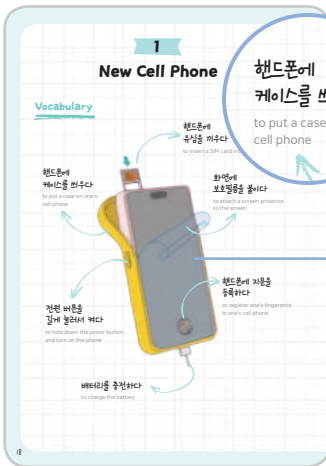 1
New Cell Phone
Vocabulary
핸드폰에
케이스를
to put a case
cell phone
핸드폰에
유심을 끼우다
to insert a SIM card
핸드폰에
케이스를 씌우다
to put a case on one's
cell phone
화면에
보호필름을 붙이다
to attach a screen protector
to the screen
핸드폰에 지문을
등록하다
to register one's fingerprint
in one's cell phone
전원 버튼을
길게 눌러서 켜다
to hold down the power button
and turn on the phone
배터리를 충전하다
to charge the battery
18